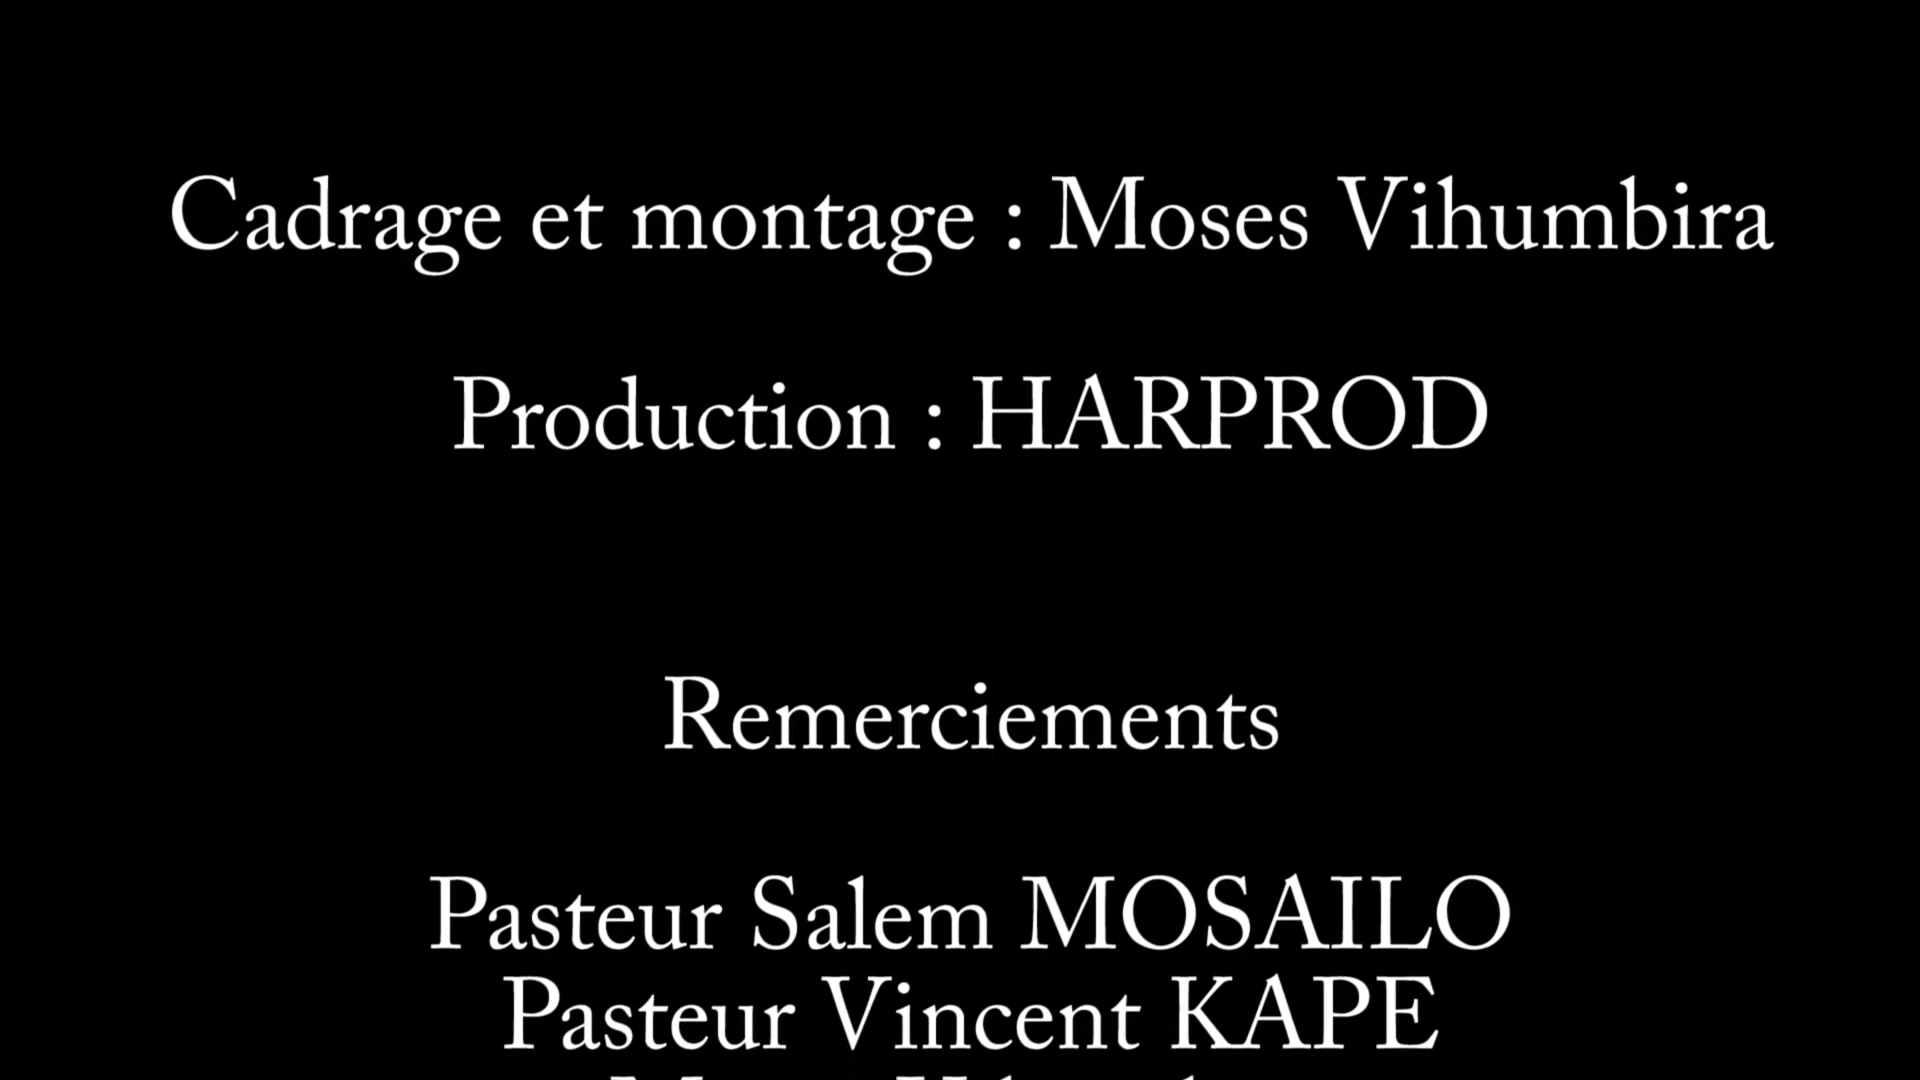 Cadrage et montage : Moses Vihumbira
Production : HARPROD
Remerciements
Pasteur Salem MOSAILO
Pasteur Vincent KAPE